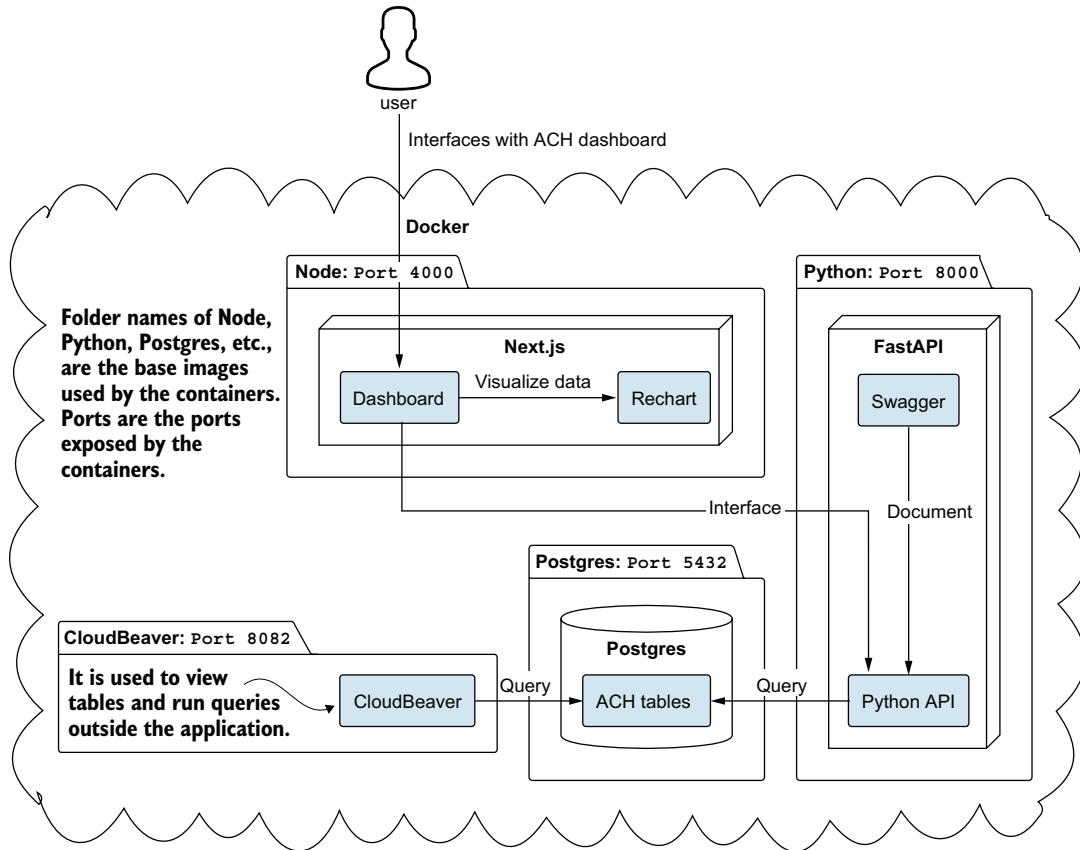 user
Interfaces with ACH dashboard
Docker
Node: Port 4000
Python: Port 8000
Folder names of Node,
Python, Postgres, etc.,
are the base images
used by the containers.
Ports are the ports
exposed by the
containers.
Next.js
Dashboard
Visualize data
Rechart
FastAPI
Swagger
Interface
Document
Postgres: Port 5432
CloudBeaver: Port 8082
It is used to view
tables and run queries
outside the application.
CloudBeaver
Query
Postgres
ACH tables
Query
Python API